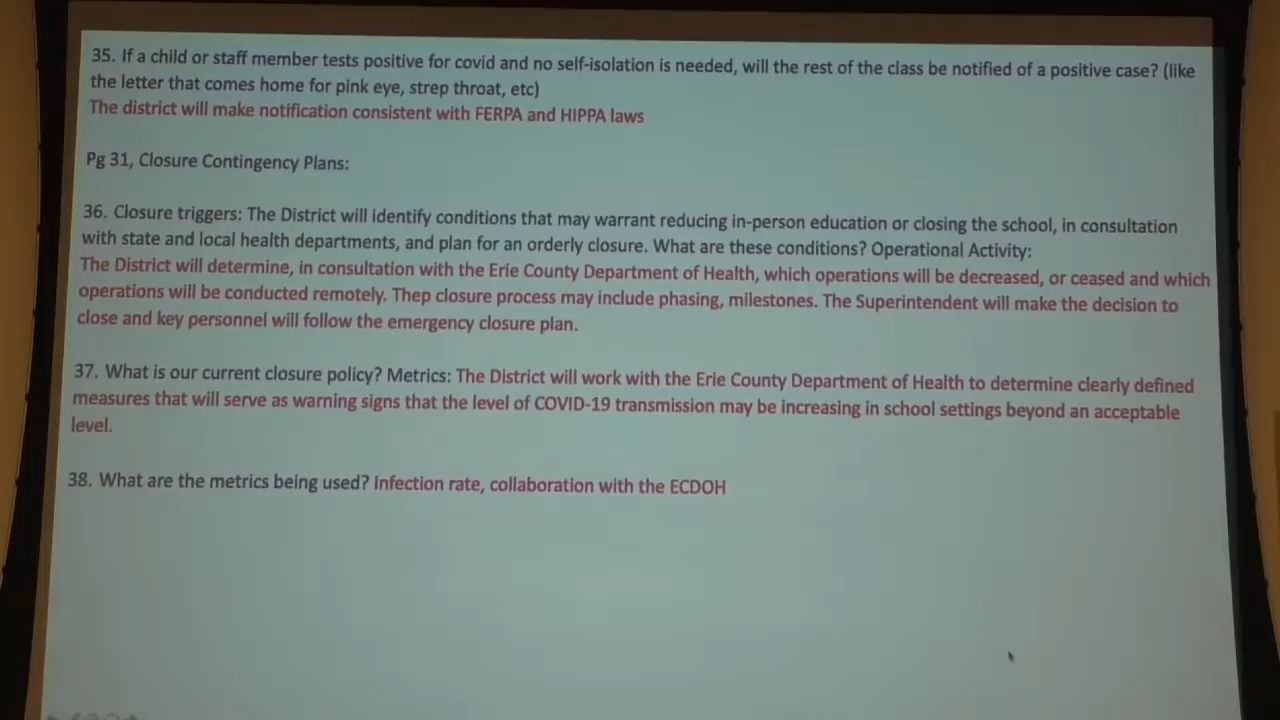 35. If a child or staff member tests positive for covid and no self-isolation is needed, will the rest of the class be notified of a positive case? (like
the letter that comes home for pink eye, strep throat, etc)
The district will make notification consistent with FERPA and HIPPA laws
Pg 31, Closure Contingency Plans:
36. Closure triggers: The District will identify conditions that may warrant reducing in-person education or closing the school, in consultation
with state and local health departments, and plan for an orderly closure. What are these conditions? Operational Activity:
The District will determine, in consultation with the Erie County Department of Health, which operations will be decreased, or ceased and which
operations will be conducted remotely. Thep closure process may include phasing, milestones. The Superintendent will make the decision to
close and key personnel will follow the emergency closure plan.
37. What is our current closure policy? Metrics: The District will work with the Erie County Department of Health to determine clearly defined
measures that will serve as warning signs that the level of COVID-19 transmission may be increasing in school settings beyond an acceptable
level.
38. What are the metrics being used? Infection rate, collaboration with the ECDOH